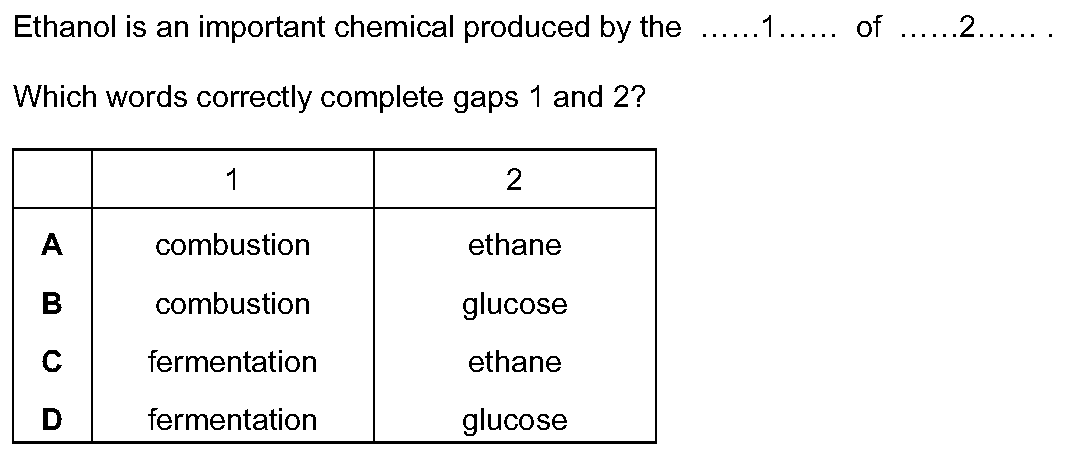 Ethanol is an important chemical produced by the ......1...... of ......2...... .
Which words correctly complete gaps 1 and 2?
1 2
A combustion ethane
B combustion glucose
C fermentation ethane
D fermentation glucose